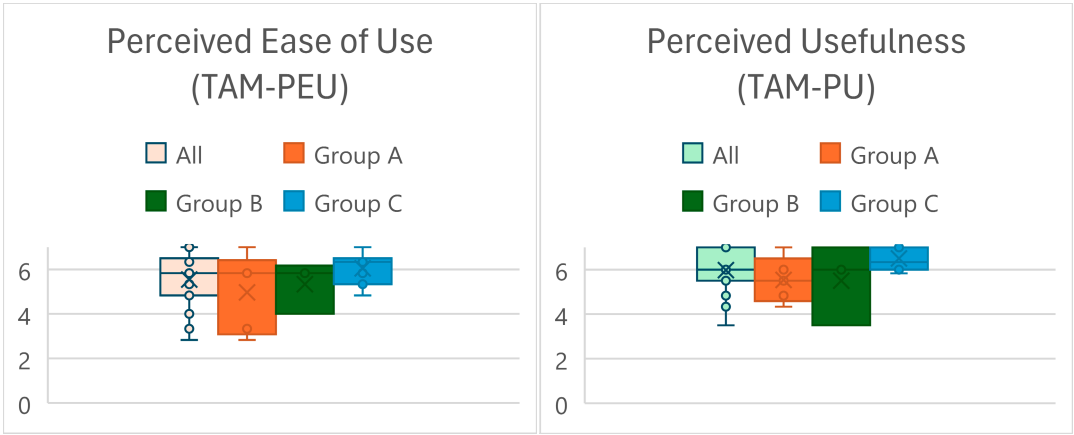 Perceived Ease of Use
(TAM-PEU)
All
Group A
Group B
Group C
6
4
2
0
Perceived Usefulness
(TAM-PU)
All
Group A
Group B
Group C
6
4
2
0